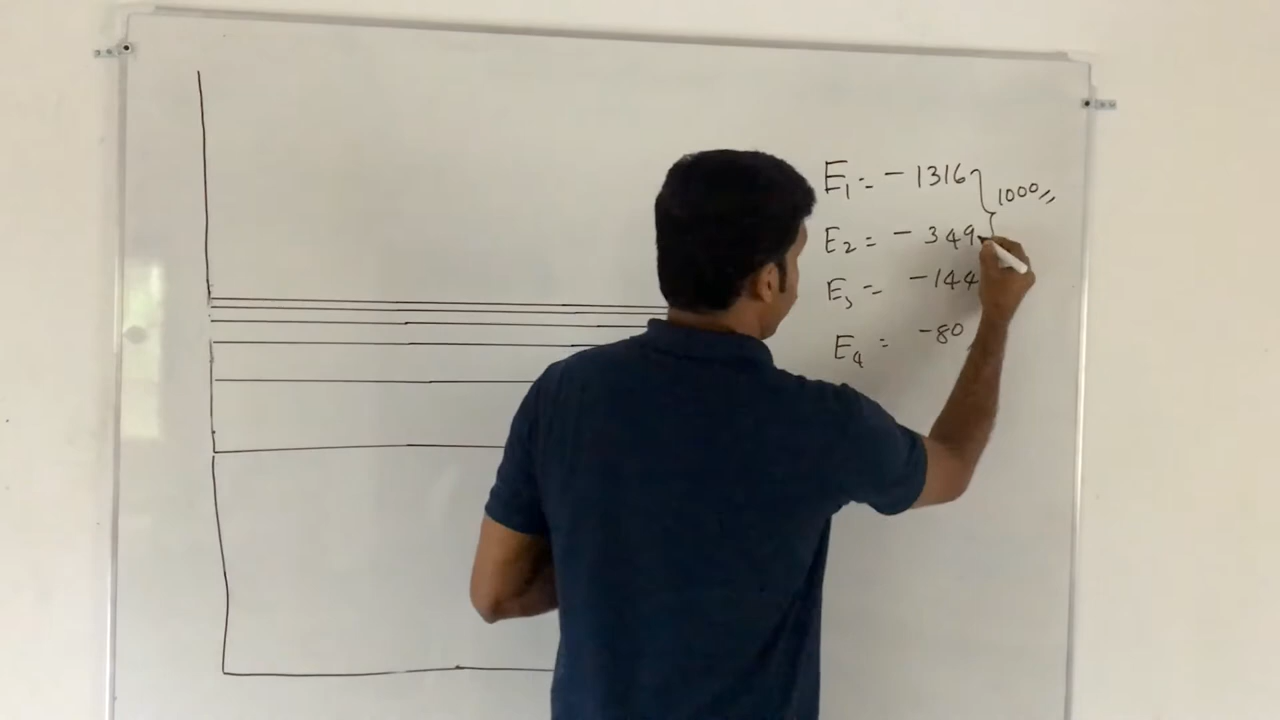 E1 = - 1316
1000
E2 = - 349
E3 = -144
E4 = -80